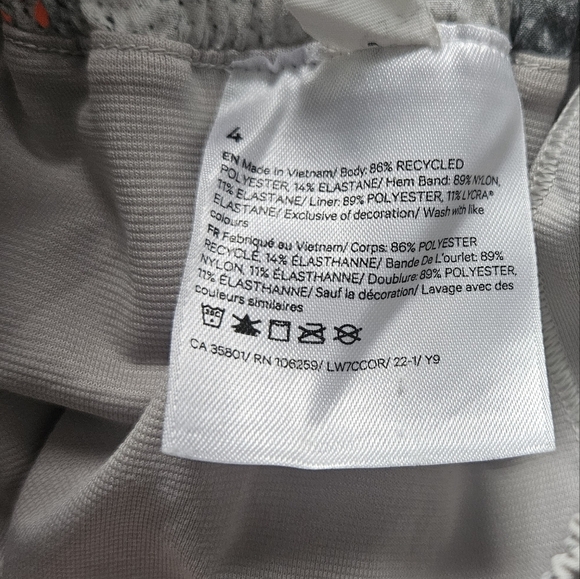 4
EN Made in Vietnam/ Body: 86% RECYCLED
POLYESTER, 14% ELASTANE/ Hem Band: 89% NYLON,
11% ELASTANE/ Liner: 89% POLYESTER, 11% LYCRA®
ELASTANE/ Exclusive of decoration/ Wash with like
colours
FR Fabriqué au Vietnam/ Corps: 86% POLYESTER
RECYCLÉ, 14% ÉLASTHANNE/ Bande De L'ourlet: 89%
NYLON, 11% ÉLASTHANNE/ Doublure: 89% POLYESTER,
11% ÉLASTHANNE/ Sauf la décoration/ Lavage avec des
couleurs similaires
CA 35801/ RN 106259/ LW7CCOR/ 22-1/ Y9